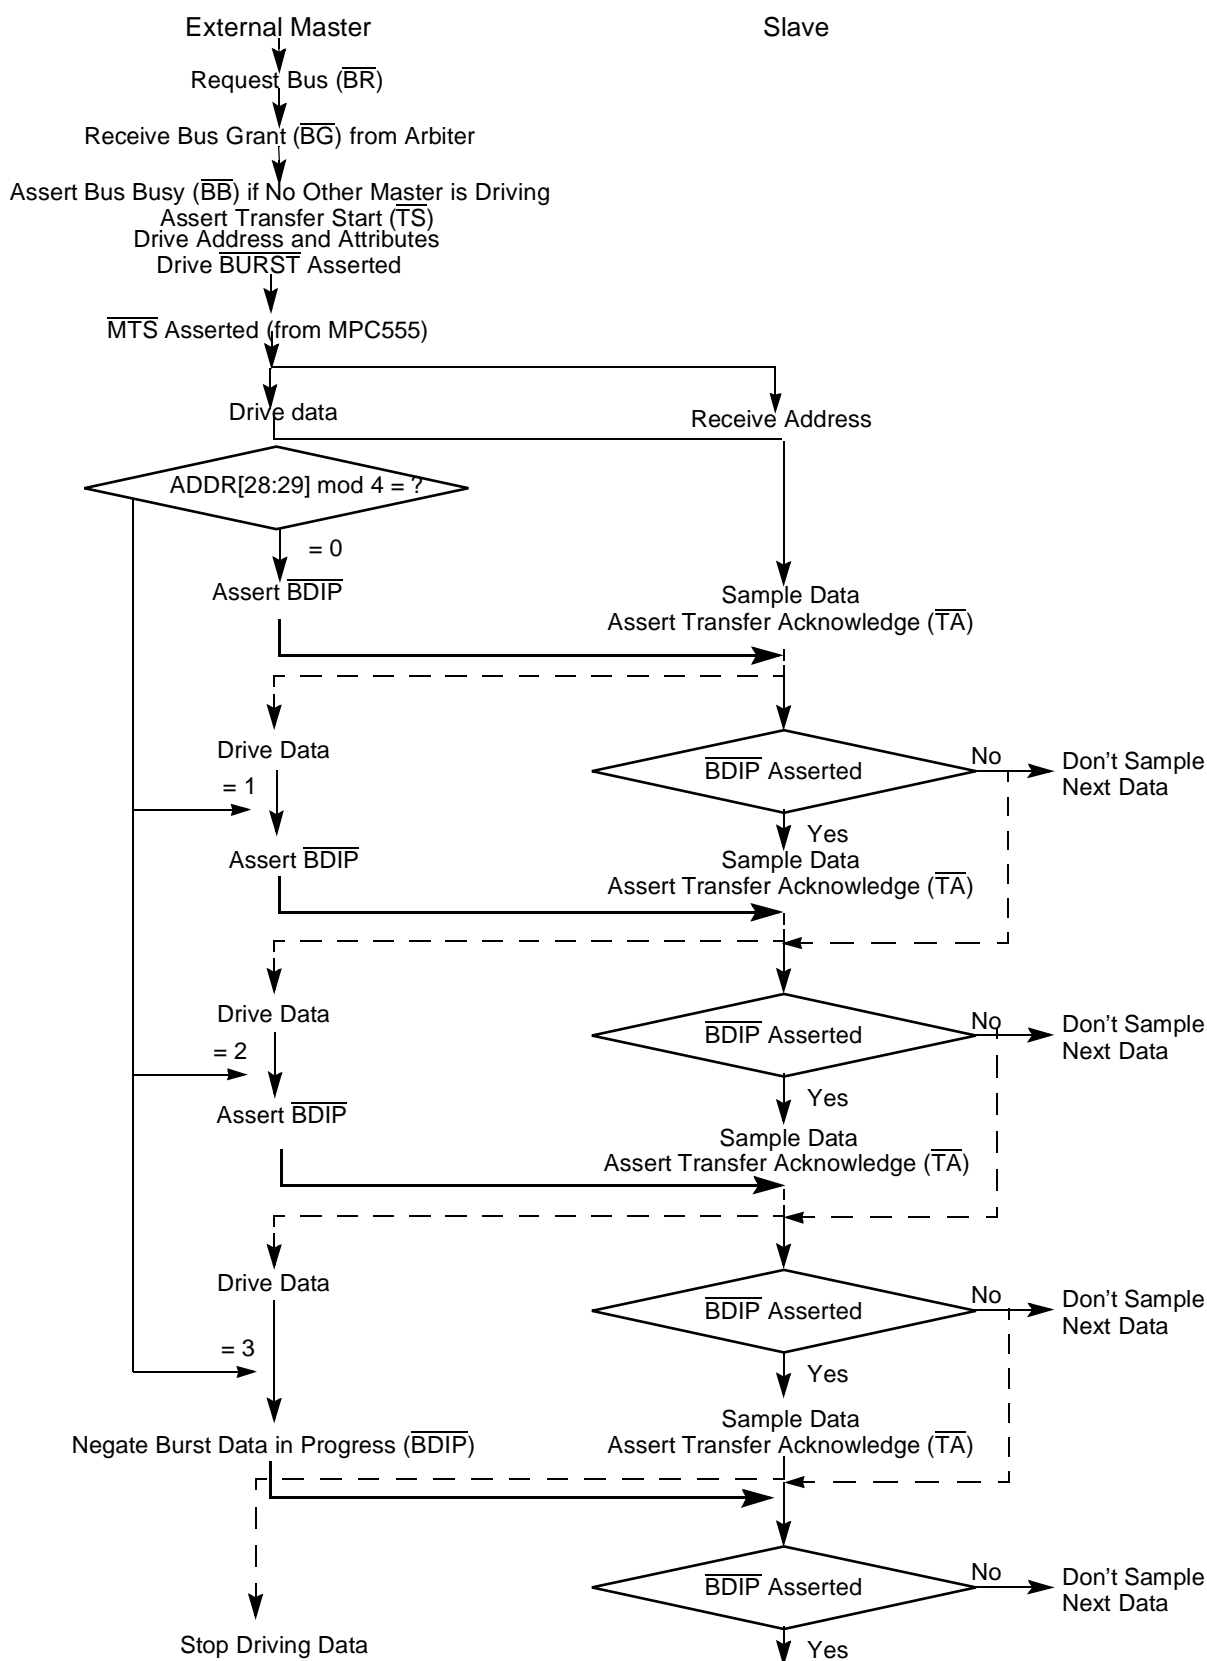 External Master
Slave
Request Bus (BR)
Receive Bus Grant (BG) from Arbiter
Assert Bus Busy (BB) if No Other Master is Driving
Assert Transfer Start (TS)
Drive Address and Attributes
Drive BURST Asserted
MTS Asserted (from MPC555)
Drive data
Receive Address
ADDR[28:29] mod 4 = ?
= 0
Assert BDIP
Sample Data
Assert Transfer Acknowledge (TA)
Drive Data
BDIP Asserted
No
Don't Sample
Next Data
= 1
Yes
Assert BDIP
Sample Data
Assert Transfer Acknowledge (TA)
Drive Data
BDIP Asserted
No
Don't Sample
Next Data
= 2
Yes
Assert BDIP
Sample Data
Assert Transfer Acknowledge (TA)
Drive Data
BDIP Asserted
No
Don't Sample
Next Data
= 3
Yes
Negate Burst Data in Progress (BDIP)
Sample Data
Assert Transfer Acknowledge (TA)
BDIP Asserted
No
Don't Sample
Next Data
Stop Driving Data
Yes